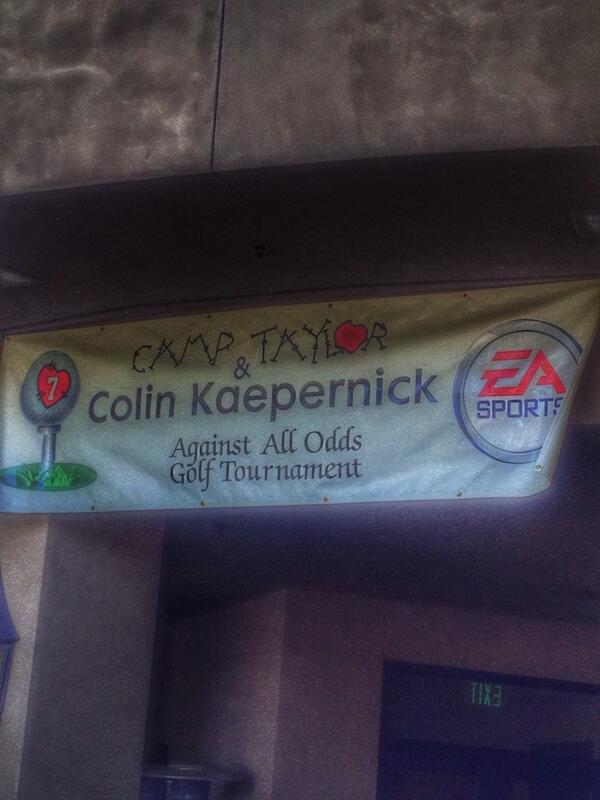 CAMP TAYLOR
&
Colin Kaepernick
Against All Odds
Golf Tournament
7
EA
SPORTS
EXIT